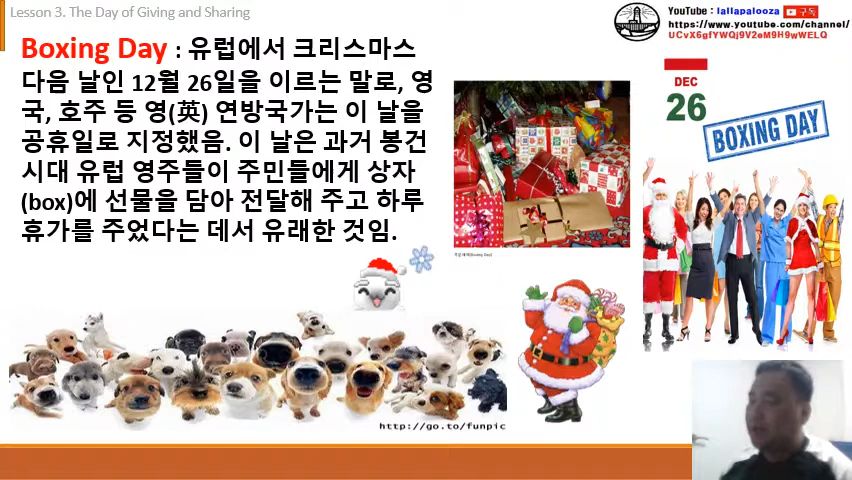 Lesson 3. The Day of Giving and Sharing
YouTube : lallapalooza 구독
https://www.youtube.com/channel/
UCvX6gfYWQj9V2eM9H9wWELQ
Boxing Day : 유럽에서 크리스마스
다음 날인 12월 26일을 이르는 말로, 영
국, 호주 등 영(英) 연방국가는 이 날을
공휴일로 지정했음. 이 날은 과거 봉건
시대 유럽 영주들이 주민들에게 상자
(box)에 선물을 담아 전달해 주고 하루
휴가를 주었다는 데서 유래한 것임.
DEC
26
BOXING DAY
(Boxing Day)
http://go.to/funpic